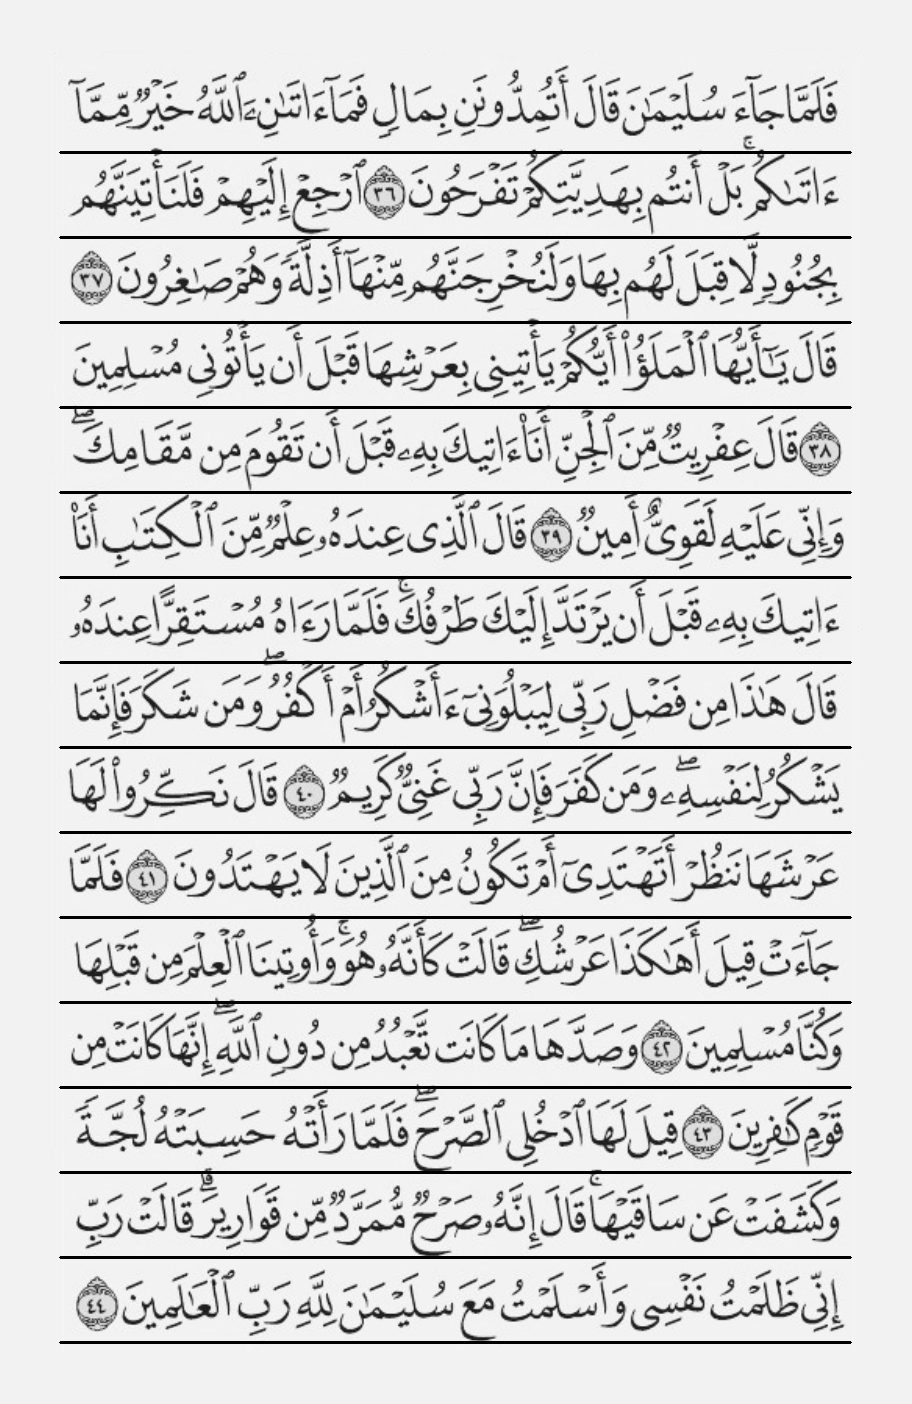 فَلَمَّا جَآءَ سُلَيْمَٰنَ قَالَ أَتُمِدُّونَنِ بِمَالٍ فَمَآ ءَاتَىٰنِۦَ ٱللَّهُ خَيْرٌ مِّمَّآ
ءَاتَىٰكُم ۚ بَلْ أَنتُم بِهَدِيَّتِكُمْ تَفْرَحُونَ ٣٦ ٱرْجِعْ إِلَيْهِمْ فَلَنَأْتِيَنَّهُم
بِجُنُودٍ لَّا قِبَلَ لَهُم بِهَا وَلَنُخْرِجَنَّهُم مِّنْهَآ أَذِلَّةً وَهُمْ صَٰغِرُونَ ٣٧
قَالَ يَٰٓأَيُّهَا ٱلْمَلَؤُا۟ أَيُّكُمْ يَأْتِينِى بِعَرْشِهَا قَبْلَ أَن يَأْتُونِى مُسْلِمِينَ
٣٨ قَالَ عِفْرِيتٌ مِّنَ ٱلْجِنِّ أَنَا۠ ءَاتِيكَ بِهِۦ قَبْلَ أَن تَقُومَ مِن مَّقَامِكَ ۖ
وَإِنِّى عَلَيْهِ لَقَوِىٌّ أَمِينٌ ٣٩ قَالَ ٱلَّذِى عِندَهُۥ عِلْمٌ مِّنَ ٱلْكِتَٰبِ أَنَا۠
ءَاتِيكَ بِهِۦ قَبْلَ أَن يَرْتَدَّ إِلَيْكَ طَرْفُكَ ۚ فَلَمَّا رَءَاهُ مُسْتَقِرًّا عِندَهُۥ
قَالَ هَٰذَا مِن فَضْلِ رَبِّى لِيَبْلُوَنِىٓ ءَأَشْكُرُ أَمْ أَكْفُرُ ۖ وَمَن شَكَرَ فَإِنَّمَا
يَشْكُرُ لِنَفْسِهِۦ ۖ وَمَن كَفَرَ فَإِنَّ رَبِّى غَنِىٌّ كَرِيمٌ ٤٠ قَالَ نَكِّرُوا۟ لَهَا
عَرْشَهَا نَنظُرْ أَتَهْتَدِىٓ أَمْ تَكُونُ مِنَ ٱلَّذِينَ لَا يَهْتَدُونَ ٤١ فَلَمَّا
جَآءَتْ قِيلَ أَهَٰكَذَا عَرْشُكِ ۖ قَالَتْ كَأَنَّهُۥ هُوَ ۚ وَأُوتِينَا ٱلْعِلْمَ مِن قَبْلِهَا
وَكُنَّا مُسْلِمِينَ ٤٢ وَصَدَّهَا مَا كَانَت تَّعْبُدُ مِن دُونِ ٱللَّهِ ۖ إِنَّهَا كَانَتْ مِن
قَوْمٍ كَٰفِرِينَ ٤٣ قِيلَ لَهَا ٱدْخُلِى ٱلصَّرْحَ ۖ فَلَمَّا رَأَتْهُ حَسِبَتْهُ لُجَّةً
وَكَشَفَتْ عَن سَاقَيْهَا ۚ قَالَ إِنَّهُۥ صَرْحٌ مُّمَرَّدٌ مِّن قَوَارِيرَ ۗ قَالَتْ رَبِّ
إِنِّى ظَلَمْتُ نَفْسِى وَأَسْلَمْتُ مَعَ سُلَيْمَٰنَ لِلَّهِ رَبِّ ٱلْعَٰلَمِينَ ٤٤